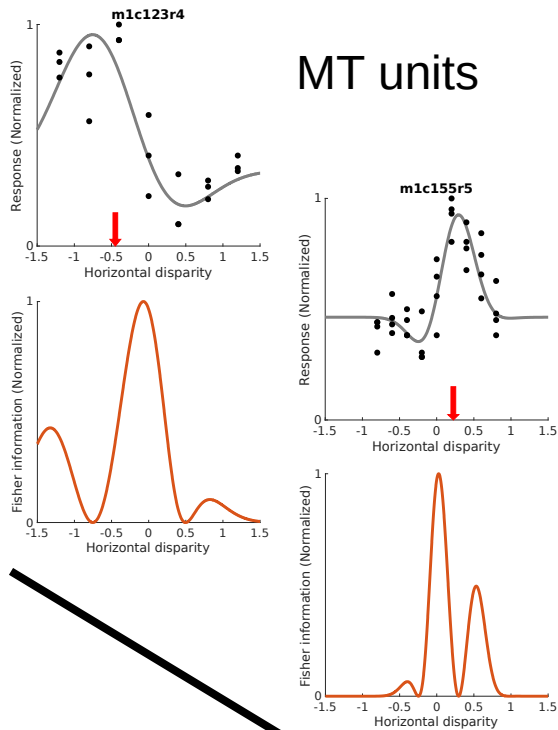 m1c123r4
MT units
1
Response (Normalized)
0
-1.5 -1 -0.5 0 0.5 1 1.5
Horizontal disparity
m1c155r5
1
Response (Normalized)
0
-1.5 -1 -0.5 0 0.5 1 1.5
Horizontal disparity
1
Fisher information (Normalized)
0
-1.5 -1 -0.5 0 0.5 1 1.5
Horizontal disparity
1
Fisher information (Normalized)
0
-1.5 -1 -0.5 0 0.5 1 1.5
Horizontal disparity